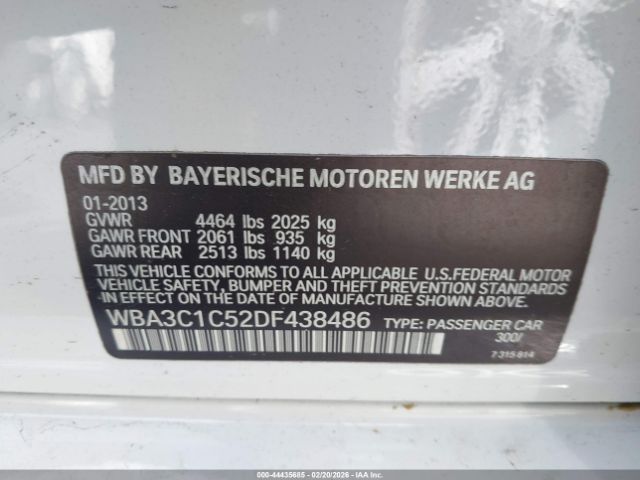 MFD BY BAYERISCHE MOTOREN WERKE AG
01-2013
GVWR 4464 lbs 2025 kg
GAWR FRONT 2061 lbs 935 kg
GAWR REAR 2513 lbs 1140 kg
THIS VEHICLE CONFORMS TO ALL APPLICABLE U.S.FEDERAL MOTOR
VEHICLE SAFETY, BUMPER AND THEFT PREVENTION STANDARDS
IN EFFECT ON THE DATE OF MANUFACTURE SHOWN ABOVE.
WBA3C1C52DF438486 TYPE: PASSENGER CAR
300/
7 315 814
000-44435685 02/20/2026 - IAA Inc.